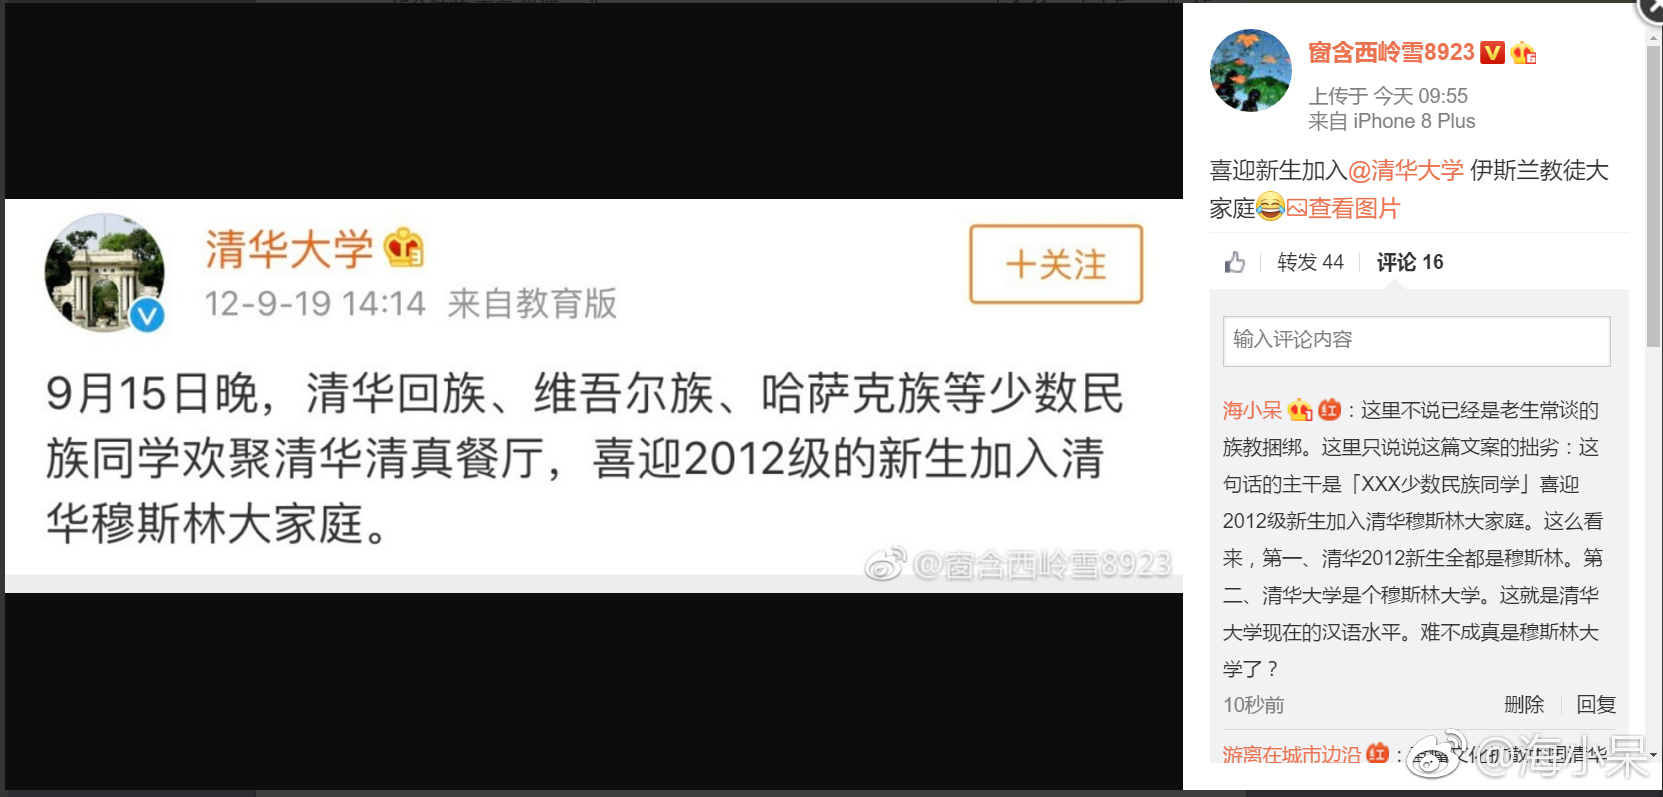 清华大学
12-9-19 14:14 来自教育版
十关注
9月15日晚，清华回族、维吾尔族、哈萨克族等少数民
族同学欢聚清华清真餐厅，喜迎2012级的新生加入清
华穆斯林大家庭。
@窗含西岭雪8923
窗含西岭雪8923
上传于 今天 09:55
来自 iPhone 8 Plus
喜迎新生加入@清华大学 伊斯兰教徒大
家庭😂查看图片
转发 44 评论 16
输入评论内容
海小呆：这里不说已经是老生常谈的
族教捆绑。这里只说说这篇文案的拙劣：这
句话的主干是「XXX少数民族同学」喜迎
2012级新生加入清华穆斯林大家庭。这么看
来，第一、清华2012新生全都是穆斯林。第
二、清华大学是个穆斯林大学。这就是清华
大学现在的汉语水平。难不成真是穆斯林大
学了？
10秒前 删除 回复
游离在城市边沿：
@海小呆